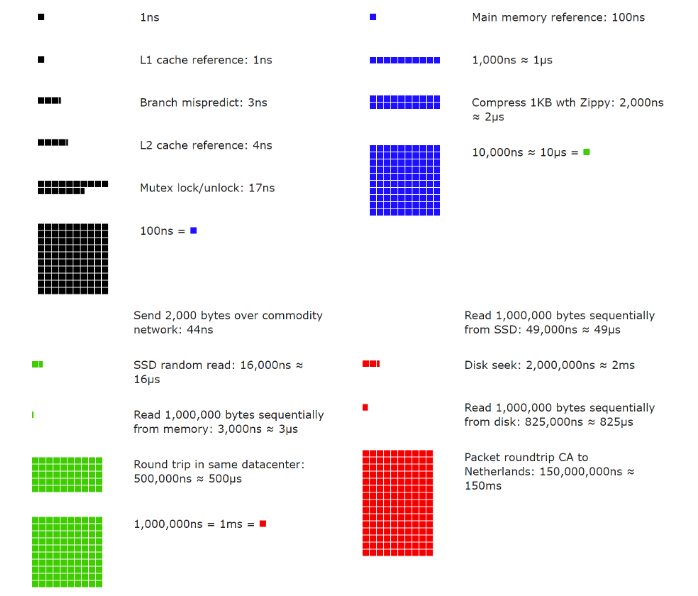 1ns
L1 cache reference: 1ns
Branch mispredict: 3ns
L2 cache reference: 4ns
Mutex lock/unlock: 17ns
100ns =
Main memory reference: 100ns
1,000ns ≈ 1μs
Compress 1KB wth Zippy: 2,000ns
≈ 2μs
10,000ns ≈ 10μs =
Send 2,000 bytes over commodity
network: 44ns
SSD random read: 16,000ns ≈
16μs
Read 1,000,000 bytes sequentially
from memory: 3,000ns ≈ 3μs
Round trip in same datacenter:
500,000ns ≈ 500μs
1,000,000ns = 1ms =
Read 1,000,000 bytes sequentially
from SSD: 49,000ns ≈ 49μs
Disk seek: 2,000,000ns ≈ 2ms
Read 1,000,000 bytes sequentially
from disk: 825,000ns ≈ 825μs
Packet roundtrip CA to
Netherlands: 150,000,000ns ≈
150ms